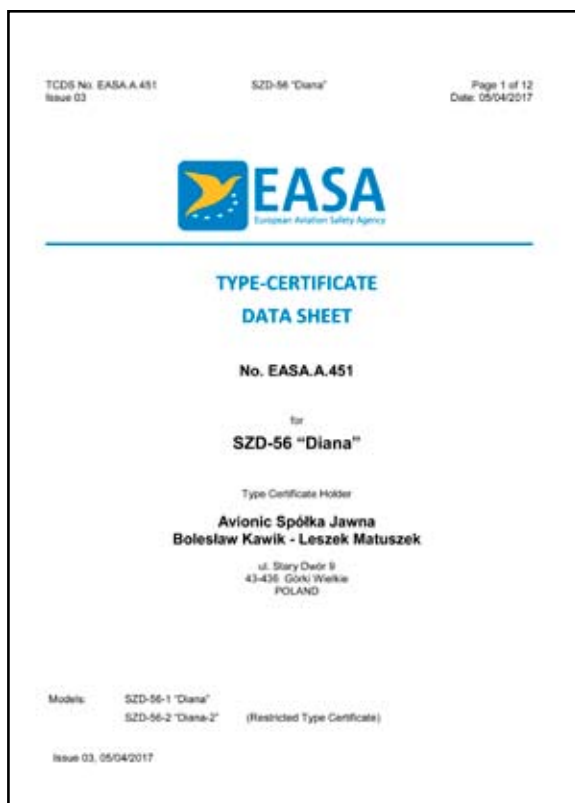 TCDS No. EASA.A.451 SZD-56 "Diana" Page 1 of 12
Issue 03 Date: 05/04/2017
EASA
European Aviation Safety Agency
TYPE-CERTIFICATE
DATA SHEET
No. EASA.A.451
for
SZD-56 "Diana"
Type Certificate Holder
Avionic Spółka Jawna
Bolesław Kawik - Leszek Matuszek
ul. Stary Dwór 9
43-436 Górki Wielkie
POLAND
Models: SZD-56-1 "Diana"
SZD-56-2 "Diana-2" (Restricted Type Certificate)
Issue 03, 05/04/2017